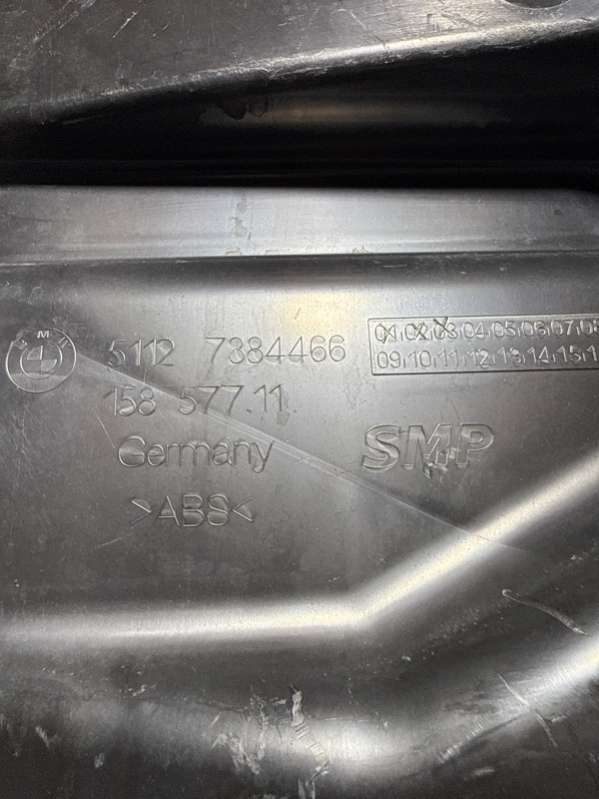 BMW
5112 7384466
01 02 03 04 05 06 07 08
09 10 11 12 13 14 15 1
158 577.11
Germany
SMP
>ABS<